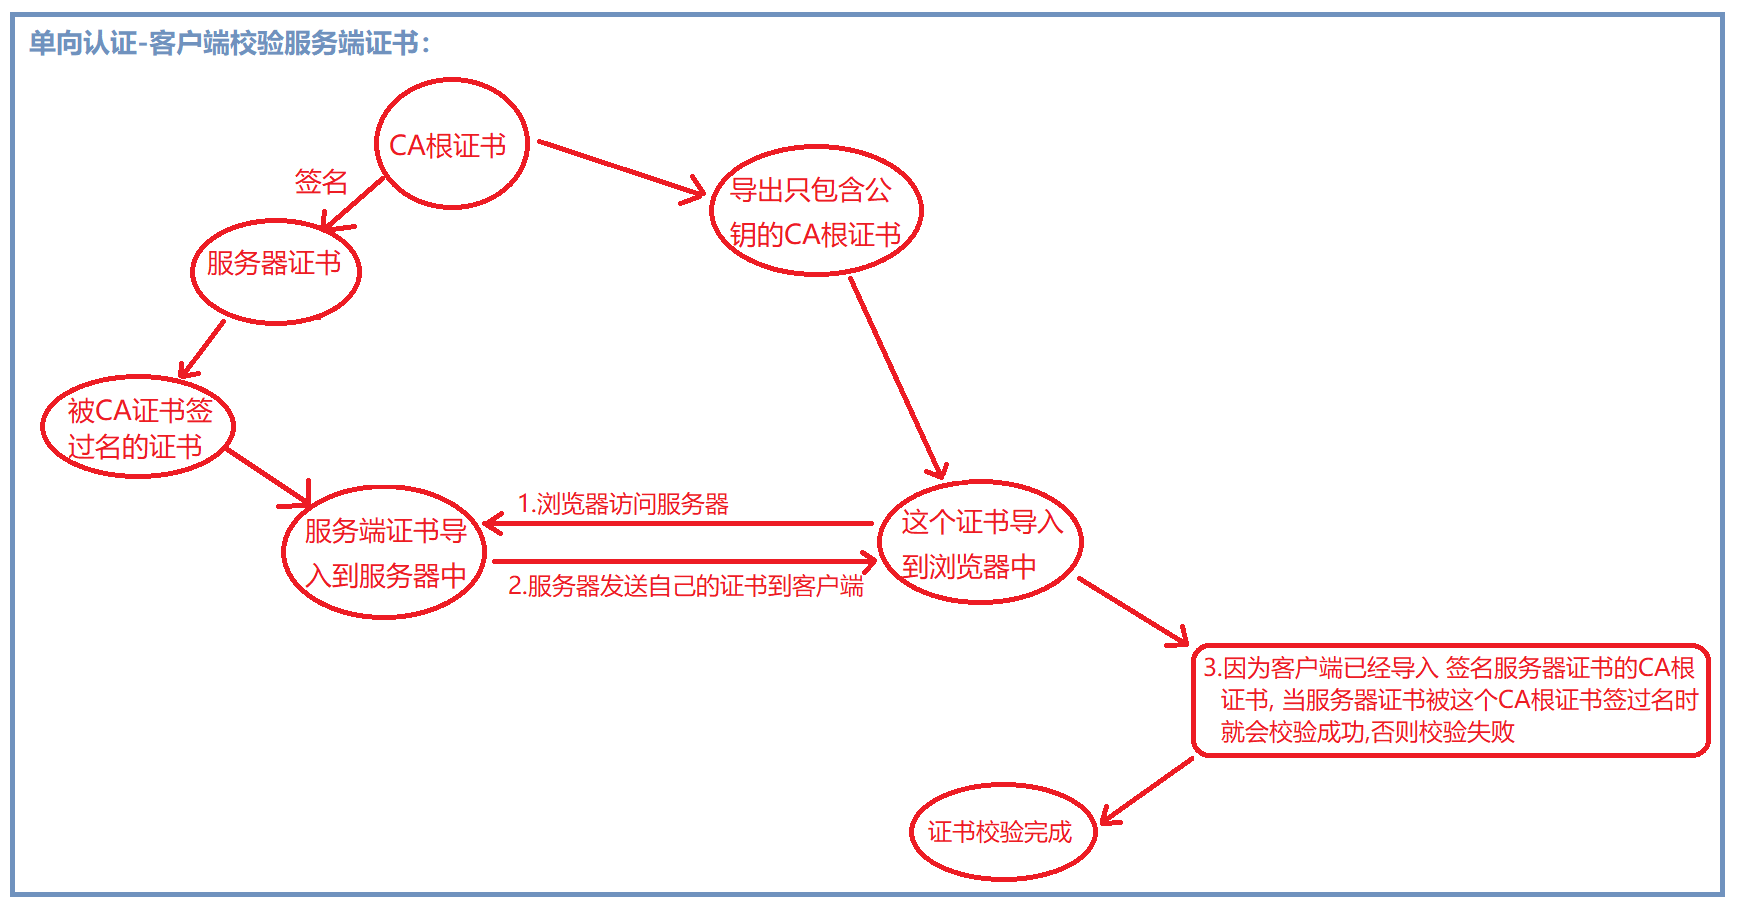 单向认证-客户端校验服务端证书：
CA根证书
签名
导出只包含公
钥的CA根证书
服务器证书
被CA证书签
过名的证书
服务端证书导
入到服务器中
1.浏览器访问服务器
2.服务器发送自己的证书到客户端
这个证书导入
到浏览器中
3.因为客户端已经导入 签名服务器证书的CA根
证书, 当服务器证书被这个CA根证书签过名时
就会校验成功,否则校验失败
证书校验完成